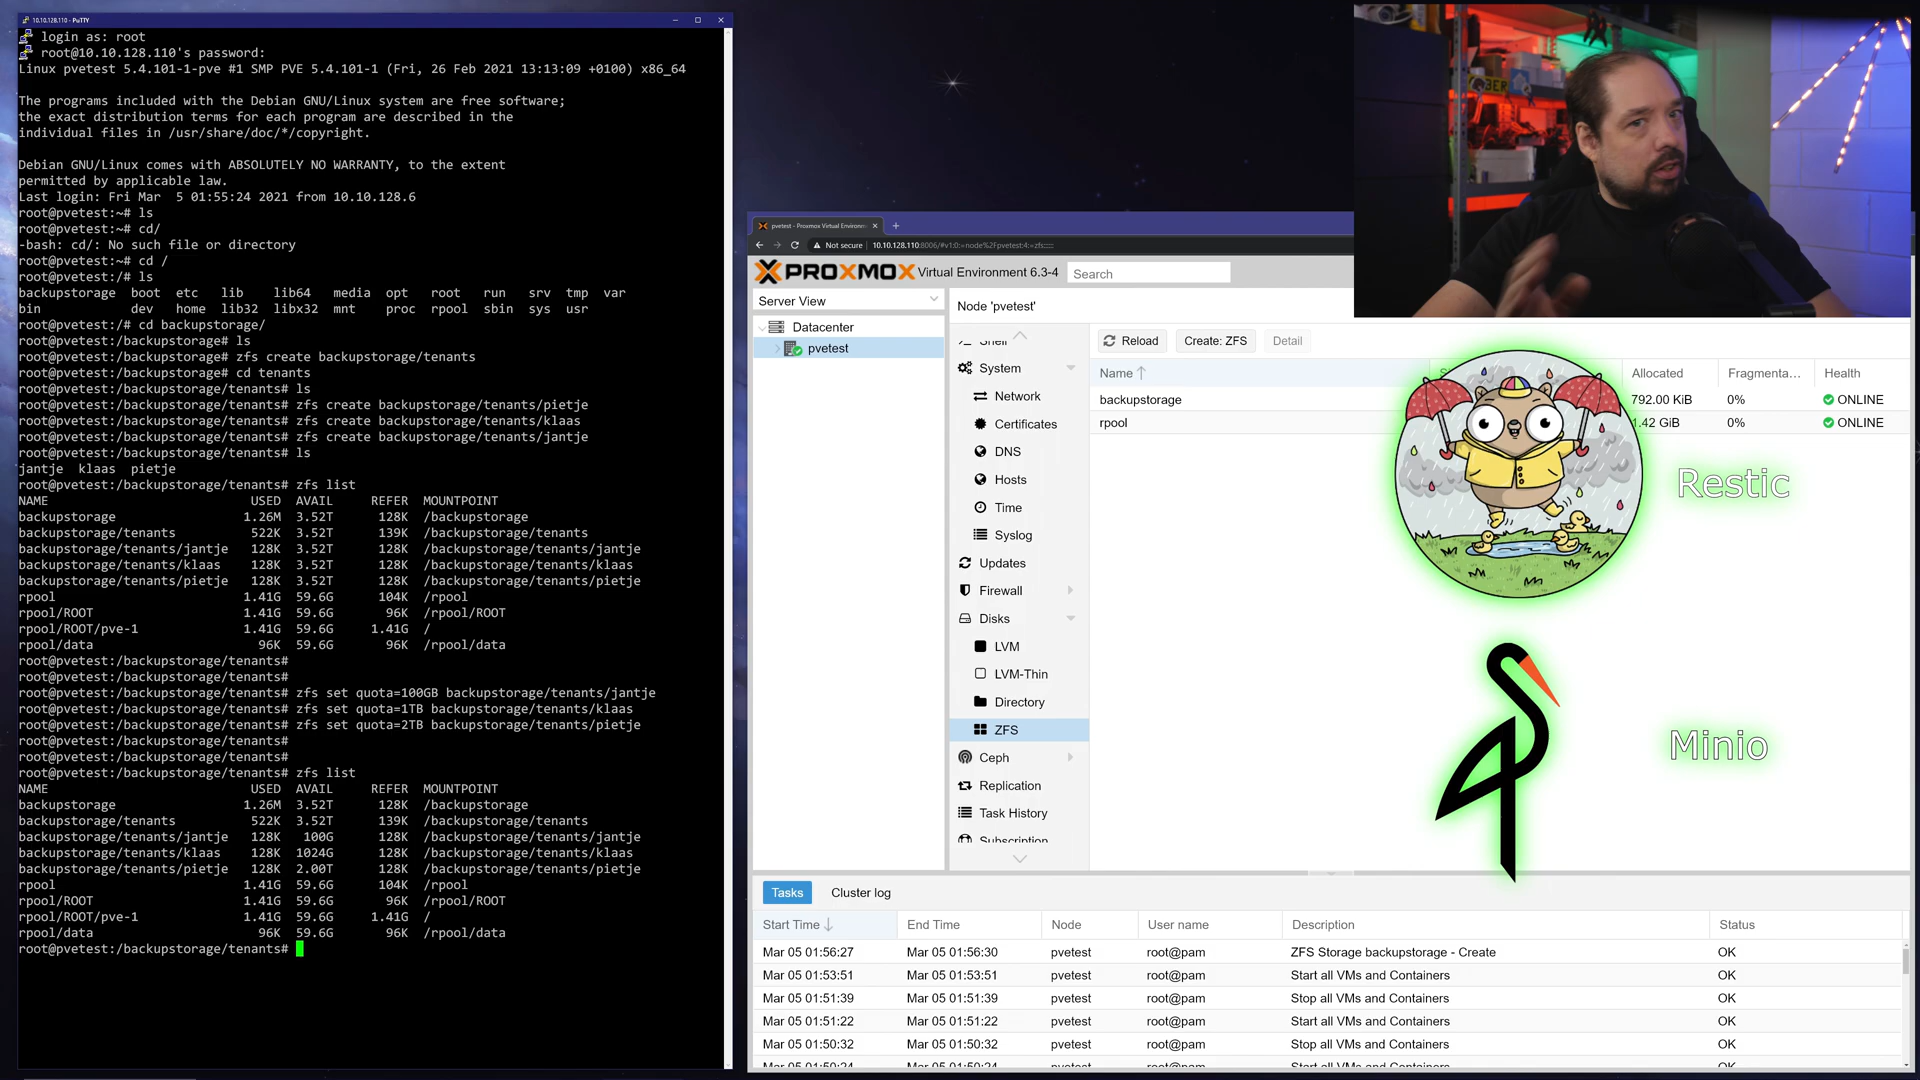 10.10.128.110 - PuTTY
login as: root
root@10.10.128.110's password:
Linux pvetest 5.4.101-1-pve #1 SMP PVE 5.4.101-1 (Fri, 26 Feb 2021 13:13:09 +0100) x86_64
The programs included with the Debian GNU/Linux system are free software;
the exact distribution terms for each program are described in the
individual files in /usr/share/doc/*/copyright.
Debian GNU/Linux comes with ABSOLUTELY NO WARRANTY, to the extent
permitted by applicable law.
Last login: Fri Mar  5 01:55:24 2021 from 10.10.128.6
root@pvetest:~# ls
root@pvetest:~# cd/
-bash: cd/: No such file or directory
root@pvetest:~# cd /
root@pvetest:/# ls
backupstorage  boot  etc   lib    lib64   media  opt   root   run   srv  tmp  var
bin            dev   home  lib32  libx32  mnt    proc  rpool  sbin  sys  usr
root@pvetest:/# cd backupstorage/
root@pvetest:/backupstorage# ls
root@pvetest:/backupstorage# zfs create backupstorage/tenants
root@pvetest:/backupstorage# cd tenants
root@pvetest:/backupstorage/tenants# ls
root@pvetest:/backupstorage/tenants# zfs create backupstorage/tenants/pietje
root@pvetest:/backupstorage/tenants# zfs create backupstorage/tenants/klaas
root@pvetest:/backupstorage/tenants# zfs create backupstorage/tenants/jantje
root@pvetest:/backupstorage/tenants# ls
jantje  klaas  pietje
root@pvetest:/backupstorage/tenants# zfs list
NAME                           USED  AVAIL     REFER  MOUNTPOINT
backupstorage                 1.26M  3.52T      128K  /backupstorage
backupstorage/tenants          522K  3.52T      139K  /backupstorage/tenants
backupstorage/tenants/jantje   128K  3.52T      128K  /backupstorage/tenants/jantje
backupstorage/tenants/klaas    128K  3.52T      128K  /backupstorage/tenants/klaas
backupstorage/tenants/pietje   128K  3.52T      128K  /backupstorage/tenants/pietje
rpool                         1.41G  59.6G      104K  /rpool
rpool/ROOT                    1.41G  59.6G       96K  /rpool/ROOT
rpool/ROOT/pve-1              1.41G  59.6G     1.41G  /
rpool/data                      96K  59.6G       96K  /rpool/data
root@pvetest:/backupstorage/tenants#
root@pvetest:/backupstorage/tenants#
root@pvetest:/backupstorage/tenants# zfs set quota=100GB backupstorage/tenants/jantje
root@pvetest:/backupstorage/tenants# zfs set quota=1TB backupstorage/tenants/klaas
root@pvetest:/backupstorage/tenants# zfs set quota=2TB backupstorage/tenants/pietje
root@pvetest:/backupstorage/tenants#
root@pvetest:/backupstorage/tenants#
root@pvetest:/backupstorage/tenants# zfs list
NAME                           USED  AVAIL     REFER  MOUNTPOINT
backupstorage                 1.26M  3.52T      128K  /backupstorage
backupstorage/tenants          522K  3.52T      139K  /backupstorage/tenants
backupstorage/tenants/jantje   128K   100G      128K  /backupstorage/tenants/jantje
backupstorage/tenants/klaas    128K  1024G      128K  /backupstorage/tenants/klaas
backupstorage/tenants/pietje   128K  2.00T      128K  /backupstorage/tenants/pietje
rpool                         1.41G  59.6G      104K  /rpool
rpool/ROOT                    1.41G  59.6G       96K  /rpool/ROOT
rpool/ROOT/pve-1              1.41G  59.6G     1.41G  /
rpool/data                      96K  59.6G       96K  /rpool/data
root@pvetest:/backupstorage/tenants#
pvetest - Proxmox Virtual Environme
Not secure 10.10.128.110:8006/#v1:0:=node%2Fpvetest:4:=zfs:::::
PROXMOX Virtual Environment 6.3-4 Search
Server View
Datacenter
pvetest
Node 'pvetest'
Shell
System
Network
Certificates
DNS
Hosts
Time
Syslog
Updates
Firewall
Disks
LVM
LVM-Thin
Directory
ZFS
Ceph
Replication
Task History
Subscription
Reload Create: ZFS Detail
Name Allocated Fragmenta... Health
backupstorage 792.00 KiB 0% ONLINE
rpool 1.42 GiB 0% ONLINE
Restic
Minio
Tasks Cluster log
Start Time End Time Node User name Description Status
Mar 05 01:56:27 Mar 05 01:56:30 pvetest root@pam ZFS Storage backupstorage - Create OK
Mar 05 01:53:51 Mar 05 01:53:51 pvetest root@pam Start all VMs and Containers OK
Mar 05 01:51:39 Mar 05 01:51:39 pvetest root@pam Stop all VMs and Containers OK
Mar 05 01:51:22 Mar 05 01:51:22 pvetest root@pam Start all VMs and Containers OK
Mar 05 01:50:32 Mar 05 01:50:32 pvetest root@pam Stop all VMs and Containers OK